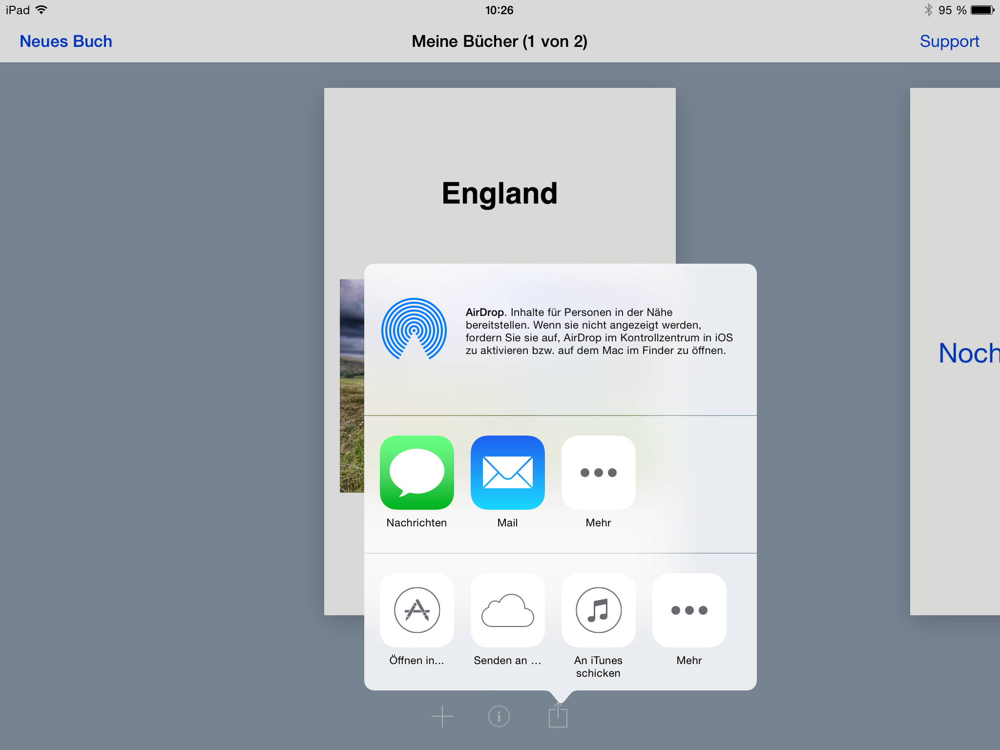 iPad 10:26 95 %
Neues Buch Meine Bücher (1 von 2) Support
England
Noch
AirDrop. Inhalte für Personen in der Nähe
bereitstellen. Wenn sie nicht angezeigt werden,
fordern Sie sie auf, AirDrop im Kontrollzentrum in iOS
zu aktivieren bzw. auf dem Mac im Finder zu öffnen.
Nachrichten Mail Mehr
Öffnen in... Senden an ... An iTunes
schicken Mehr